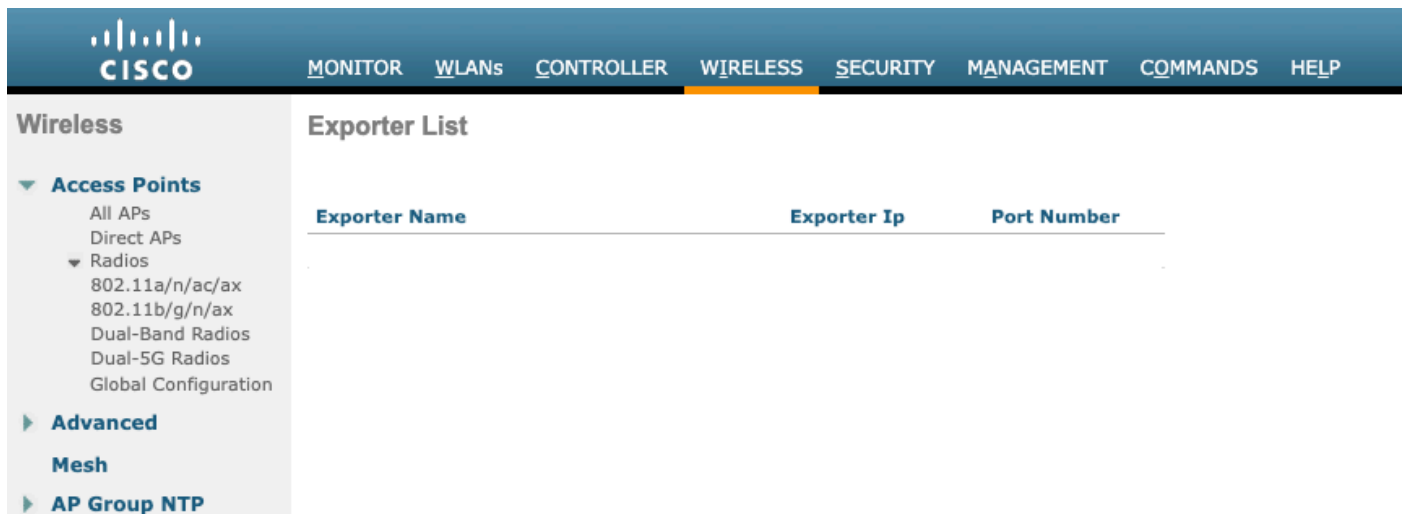 CISCO
MONITOR WLANs CONTROLLER WIRELESS SECURITY MANAGEMENT COMMANDS HELP
Wireless
Access Points
All APs
Direct APs
Radios
802.11a/n/ac/ax
802.11b/g/n/ax
Dual-Band Radios
Dual-5G Radios
Global Configuration
Advanced
Mesh
AP Group NTP
Exporter List
Exporter Name Exporter Ip Port Number